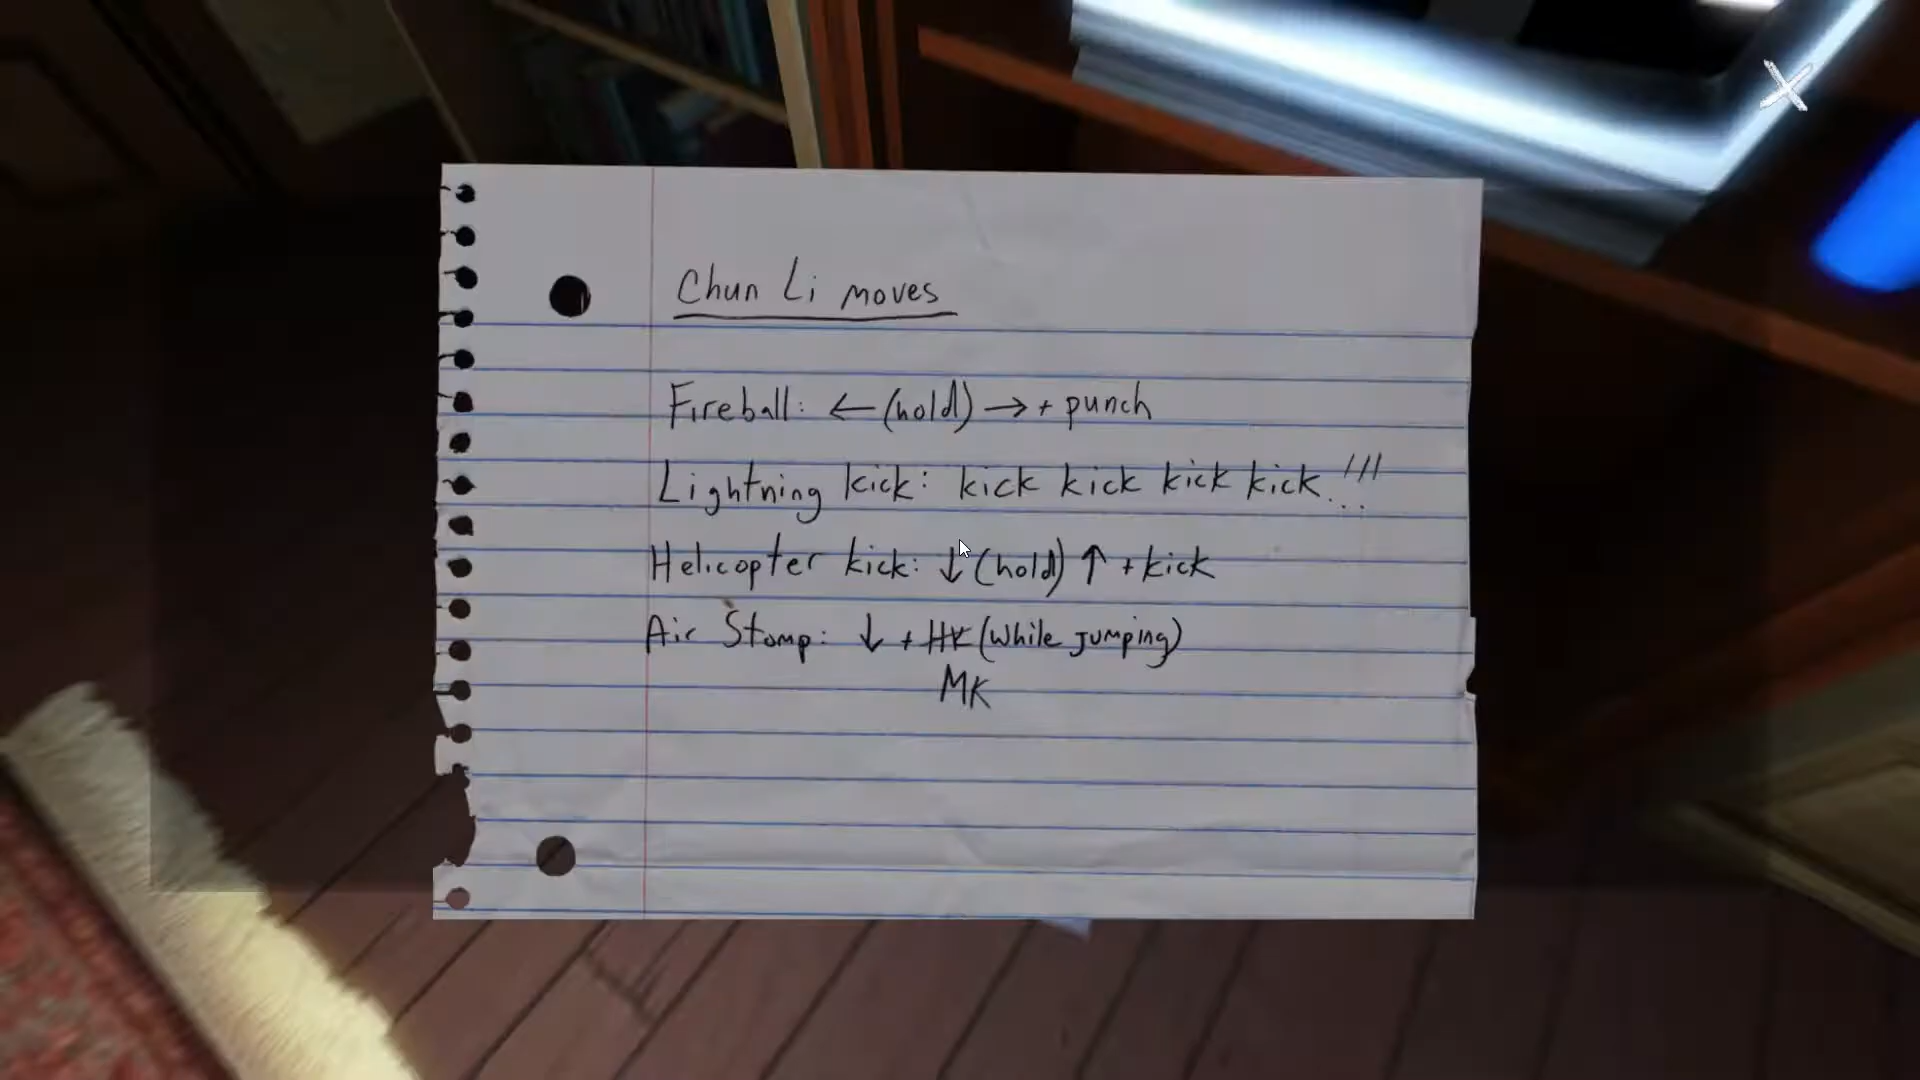 Chun Li moves
Fireball: ← (hold) → + punch
Lightning kick: kick kick kick kick!!!
Helicopter kick: ↓ (hold) ↑ + kick
Air Stomp: ↓ + HK (while jumping)
MK